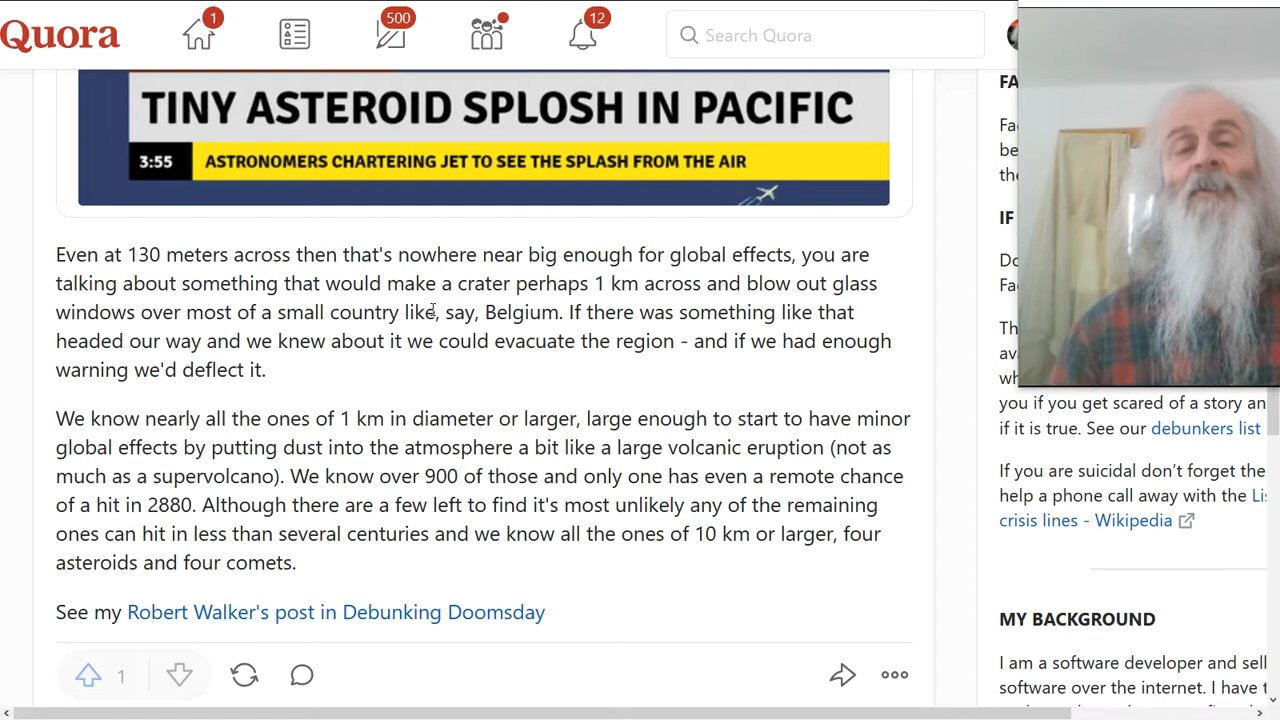 Quora
1
500
12
Search Quora
TINY ASTEROID SPLOSH IN PACIFIC
3:55
ASTRONOMERS CHARTERING JET TO SEE THE SPLASH FROM THE AIR
Even at 130 meters across then that's nowhere near big enough for global effects, you are
talking about something that would make a crater perhaps 1 km across and blow out glass
windows over most of a small country like, say, Belgium. If there was something like that
headed our way and we knew about it we could evacuate the region - and if we had enough
warning we'd deflect it.
We know nearly all the ones of 1 km in diameter or larger, large enough to start to have minor
global effects by putting dust into the atmosphere a bit like a large volcanic eruption (not as
much as a supervolcano). We know over 900 of those and only one has even a remote chance
of a hit in 2880. Although there are a few left to find it's most unlikely any of the remaining
ones can hit in less than several centuries and we know all the ones of 10 km or larger, four
asteroids and four comets.
See my Robert Walker's post in Debunking Doomsday
1
FA
Fac
be
the
IF
Do
Fac
Th
av
wh
you if you get scared of a story an
if it is true. See our debunkers list
If you are suicidal don't forget the
help a phone call away with the Li
crisis lines - Wikipedia
MY BACKGROUND
I am a software developer and sell
software over the internet. I have t